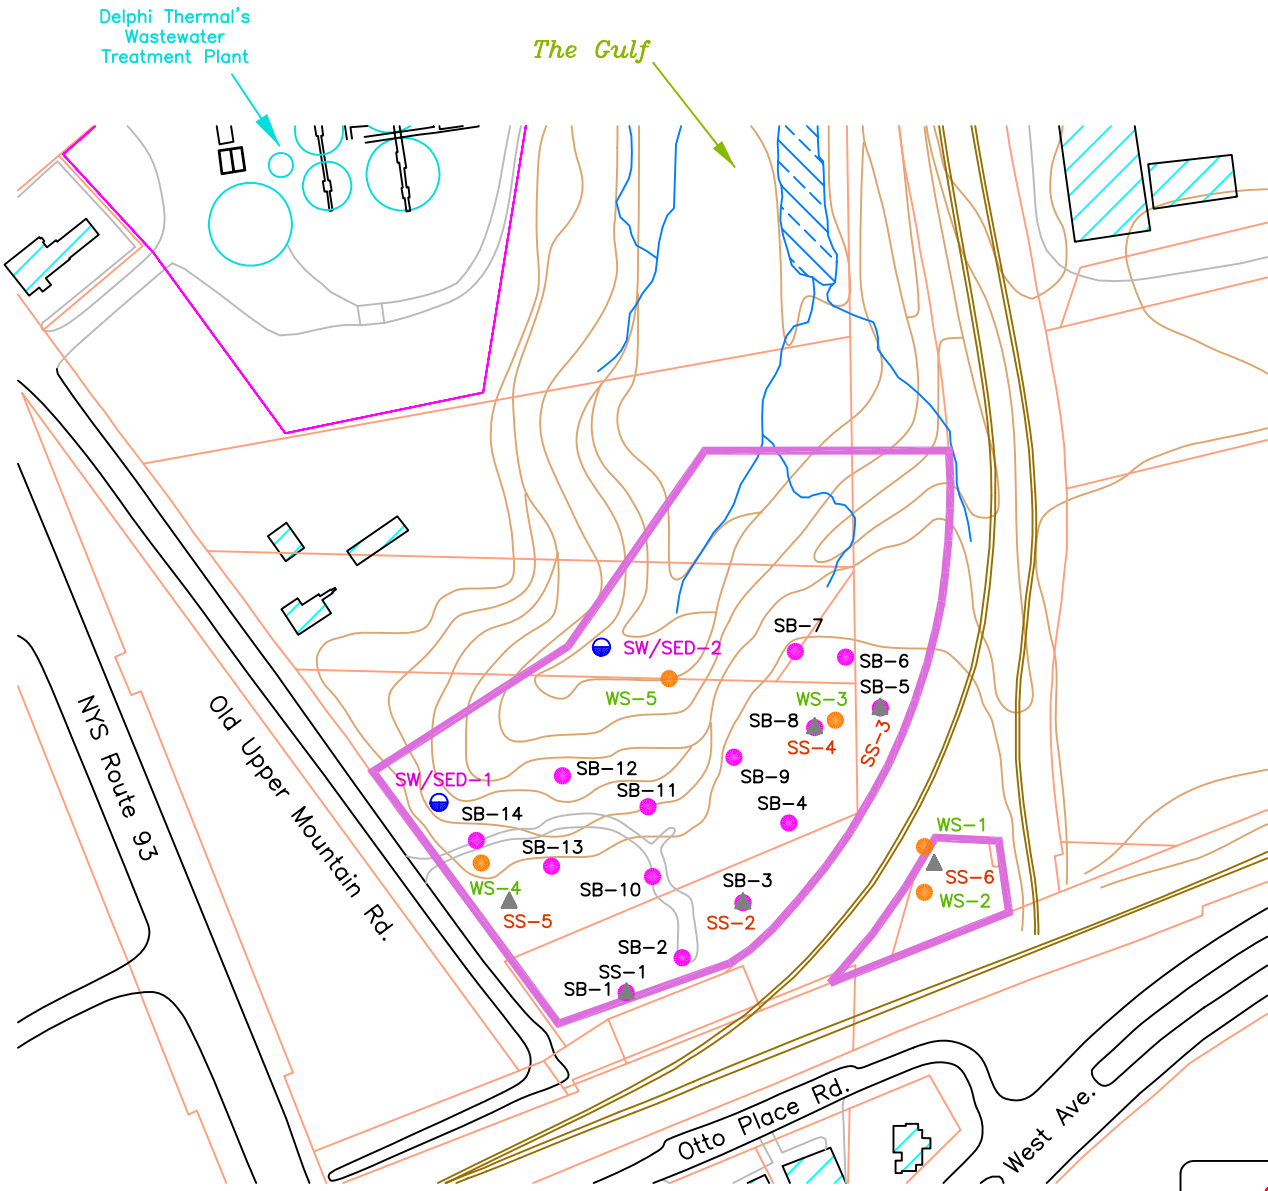 Delphi Thermal's
Wastewater
Treatment Plant
The Gulf
SB-7
SW/SED-2
SB-6
WS-5
SB-5
WS-3
SB-8
SS-4
SS-3
SB-12
SB-9
SW/SED-1
SB-11
SB-14
SB-4
WS-1
SB-13
SS-6
WS-4
SB-10
SB-3
WS-2
SS-5
SS-2
SB-2
SS-1
SB-1
NYS Route 93
Old Upper Mountain Rd.
Otto Place Rd.
West Ave.